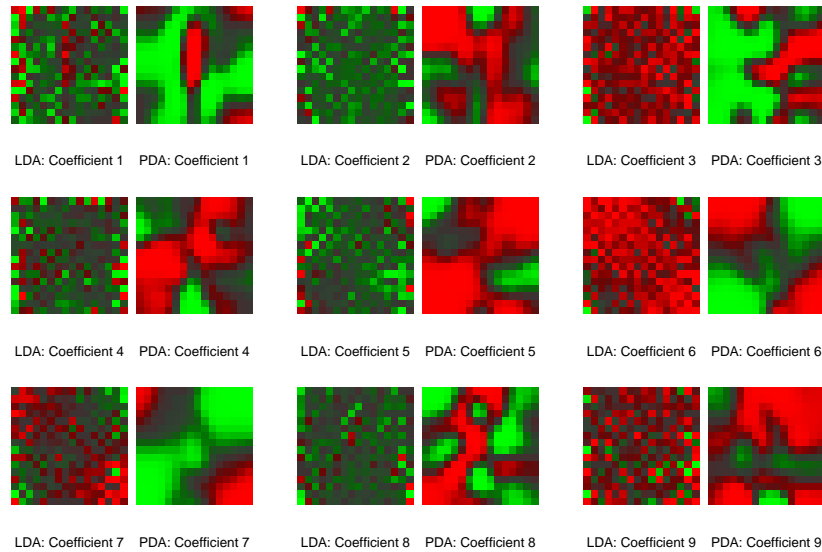 LDA: Coefficient 1 PDA: Coefficient 1 LDA: Coefficient 2 PDA: Coefficient 2 LDA: Coefficient 3 PDA: Coefficient 3
LDA: Coefficient 4 PDA: Coefficient 4 LDA: Coefficient 5 PDA: Coefficient 5 LDA: Coefficient 6 PDA: Coefficient 6
LDA: Coefficient 7 PDA: Coefficient 7 LDA: Coefficient 8 PDA: Coefficient 8 LDA: Coefficient 9 PDA: Coefficient 9